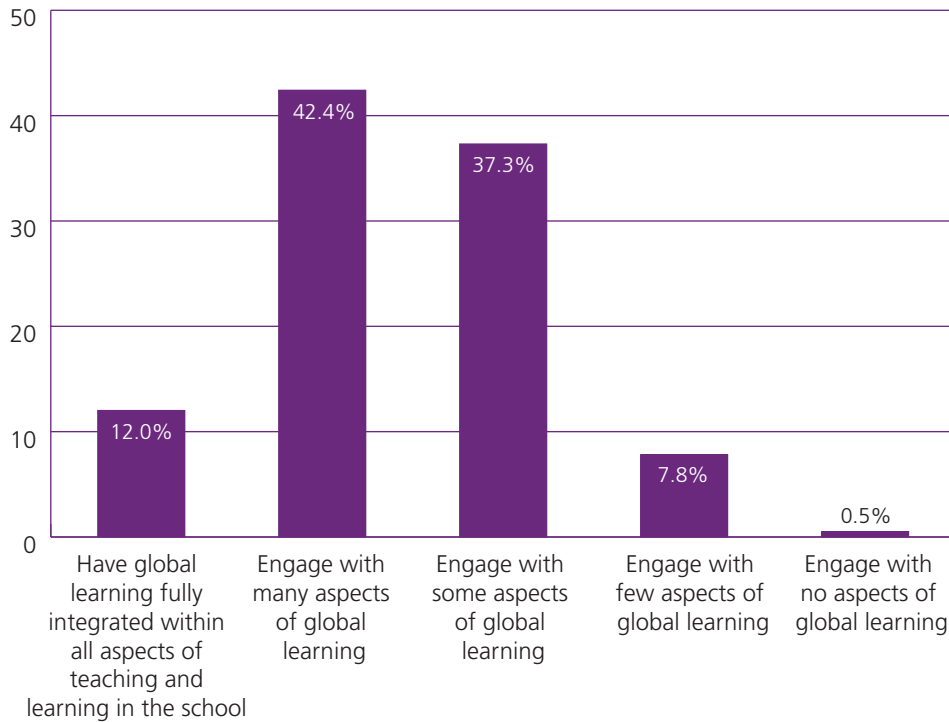 50
40
30
20
10
0
42.4%
37.3%
12.0%
7.8%
0.5%
Have global
learning fully
integrated within
all aspects of
teaching and
learning in the school
Engage with
many aspects
of global
learning
Engage with
some aspects
of global
learning
Engage with
few aspects of
global learning
Engage with
no aspects of
global learning